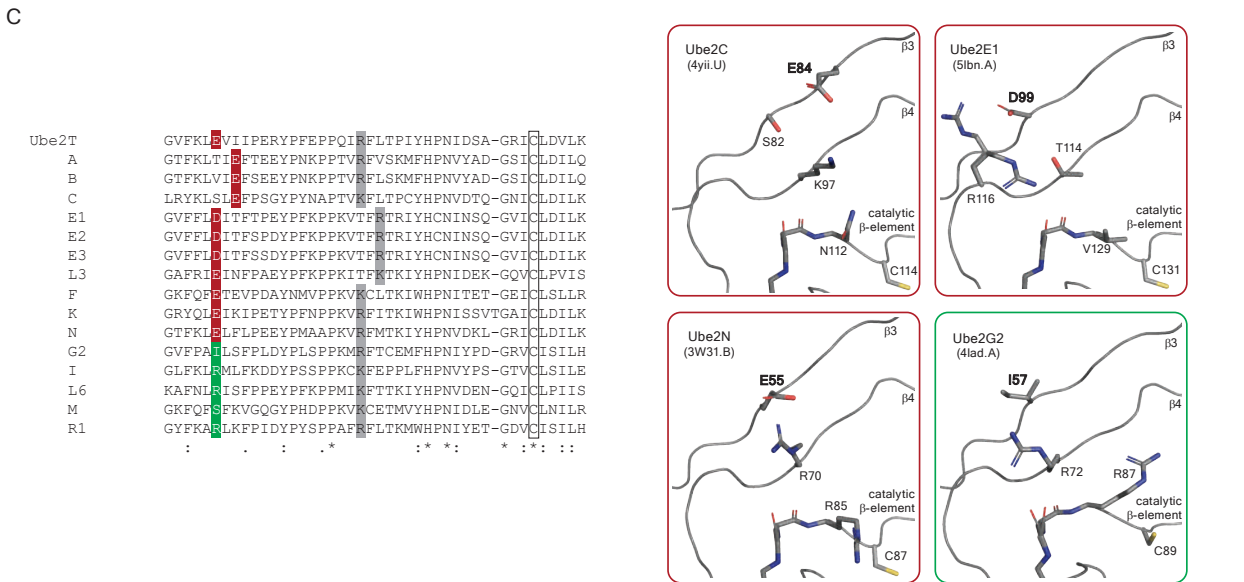 C
Ube2T GVFKLEVIIPERYPFEPPQIRFLTPIYHPNIDSA-GRICLDVLK
A GTFKLTIEFTEEYPNKPPTVRFVSKMFHPNVYAD-GSICLDILQ
B GTFKLVIEFSEEYPNKPPTVRFLSKMFHPNVYAD-GSICLDILQ
C LRYKLSLEFPSGYPYNAPTVKFLTPCYHPNVDTQ-GNICLDILK
E1 GVFFLDITFTPEYPFKPPKVTFRTRIYHCNINSQ-GVICLDILK
E2 GVFFLDITFSSDYPFKPPKVTFRTRIYHCNINSQ-GVICLDILK
E3 GVFFLDITFSSDYPFKPPKVTFRTRIYHCNINSQ-GVICLDILK
L3 GAFRIEINFPAEYPFKPPKITFKTKIYHPNIDEK-GQVCLPVIS
F GKFQFETEVPDAYNMVPPKVKCLTKIWHPNITET-GEICLSLLR
K GRYQLEIKIPETYPFNPPKVRFITKIWHPNISSVTGAICLDILK
N GTFKLELFLPEEYPMAAPKVRFMTKIYHPNVDKL-GRICLDILK
G2 GVFPAILSFPLDYPLSPPKMRFTCEMFHPNIYPD-GRVCISILH
I GLFKLRMLFKDDYPSSPPKCKFEPPLFHPNVYPS-GTVCLSILE
L6 KAFNLRISFPPEYPFKPPMIKFTTKIYHPNVDEN-GQICLPIIS
M GKFQFSFKVGQGYPHDPPKVKCETMVYHPNIDLE-GNVCLNILR
R1 GYFKARLKFPIDYPYSPPAFRFLTKMWHPNIYET-GDVCISILH
: . : .* :* *: * :*: ::
Ube2C
(4yii.U)
β3
E84
β4
S82
K97
catalytic
β-element
N112
C114
Ube2E1
(5lbn.A)
β3
D99
β4
T114
R116
catalytic
β-element
V129
C131
Ube2N
(3W31.B)
β3
E55
β4
R70
R85
catalytic
β-element
C87
Ube2G2
(4lad.A)
β3
I57
β4
R72
R87
catalytic
β-element
C89